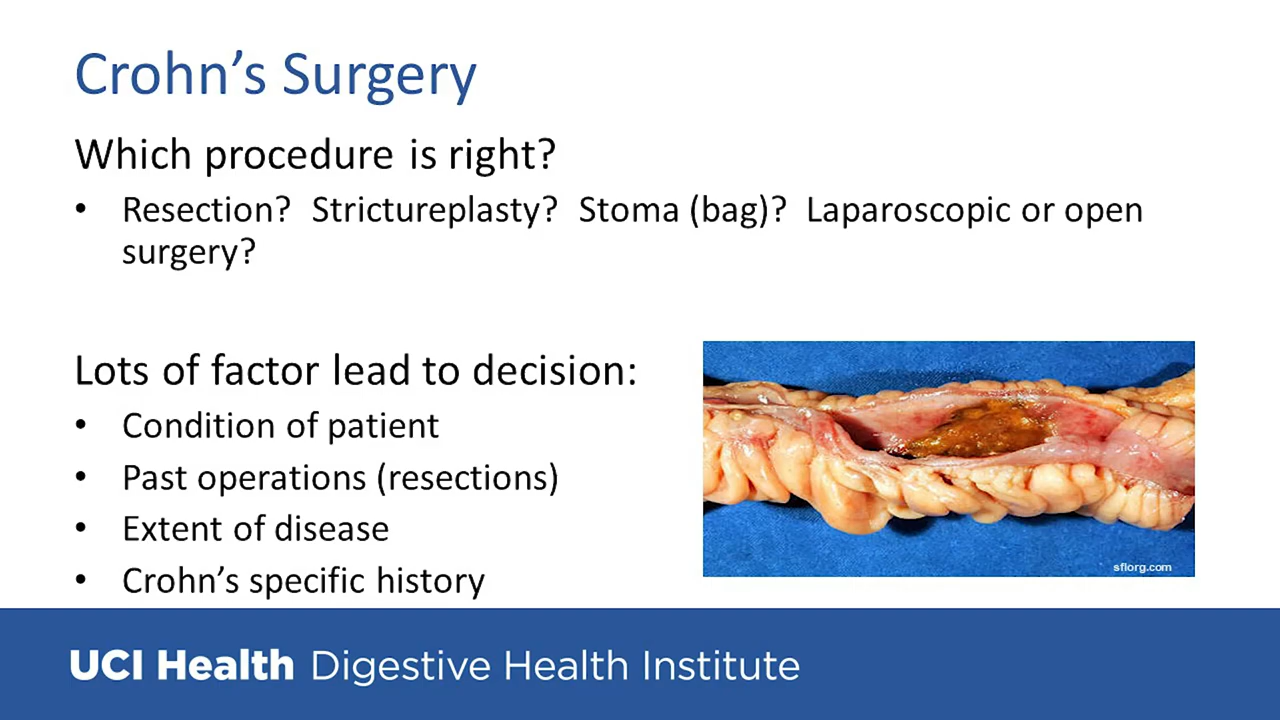 Crohn’s Surgery
Which procedure is right?
• Resection? Strictureplasty? Stoma (bag)? Laparoscopic or open
surgery?
Lots of factor lead to decision:
• Condition of patient
• Past operations (resections)
• Extent of disease
• Crohn’s specific history
sflorg.com
UCI Health Digestive Health Institute